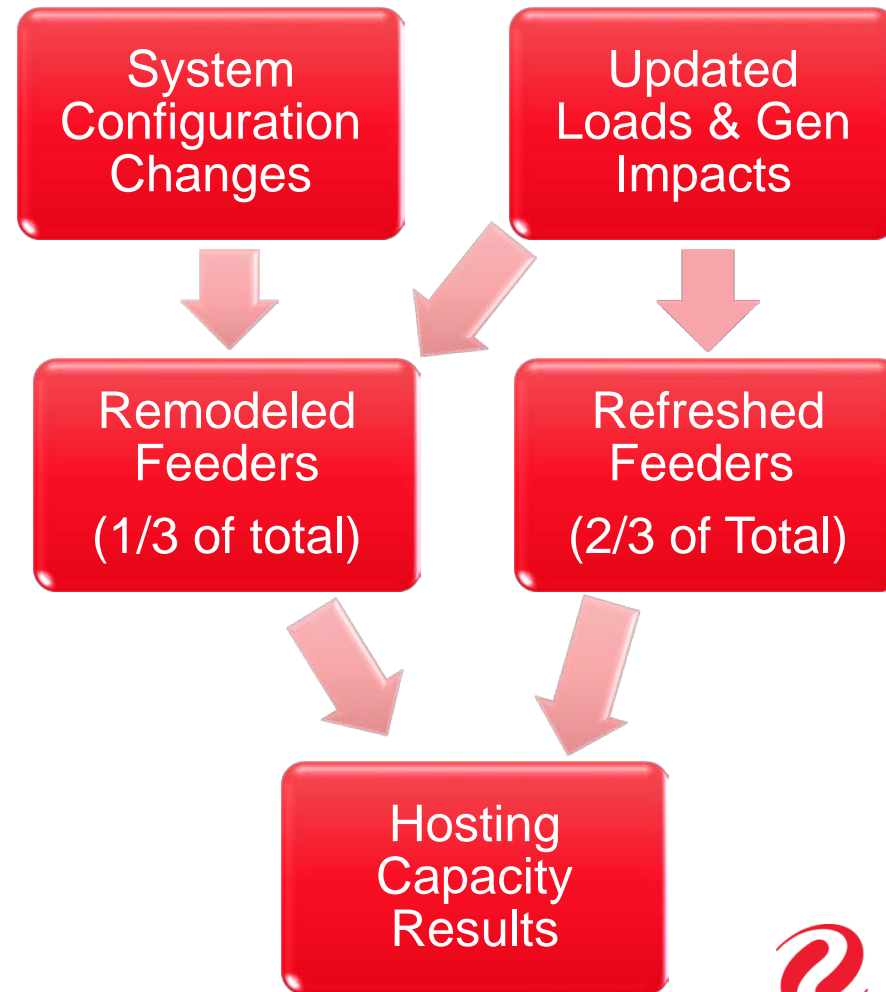 System
Configuration
Changes
Updated
Loads & Gen
Impacts
Remodeled
Feeders
(1/3 of total)
Refreshed
Feeders
(2/3 of Total)
Hosting
Capacity
Results